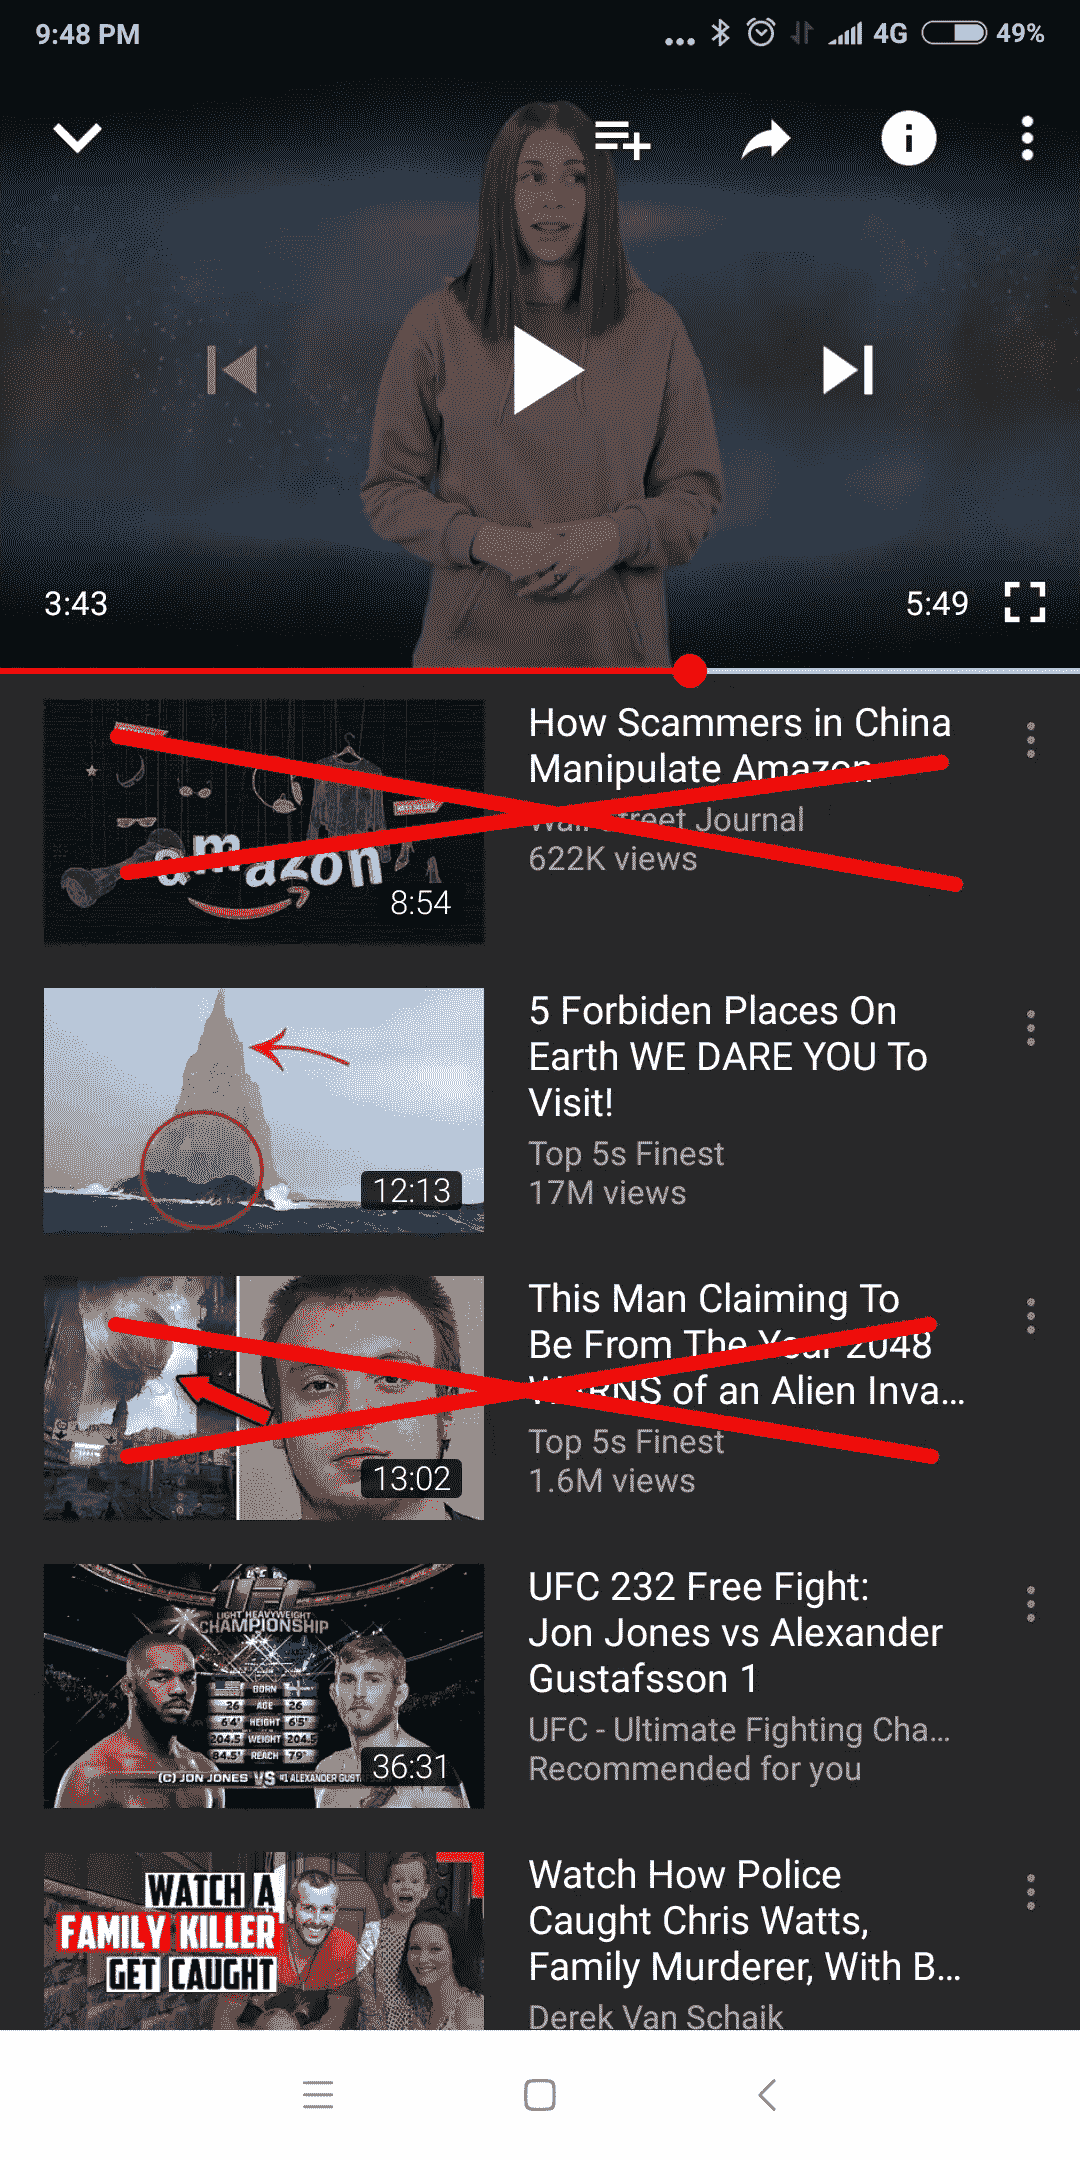 9:48 PM
4G 49%
3:43
5:49
amazon
8:54
How Scammers in China
Manipulate Amazon
Wall Street Journal
622K views
12:13
5 Forbiden Places On
Earth WE DARE YOU To
Visit!
Top 5s Finest
17M views
13:02
This Man Claiming To
Be From The Year 2048
WARNS of an Alien Inva...
Top 5s Finest
1.6M views
UFC
LIGHT HEAVYWEIGHT
CHAMPIONSHIP
BORN
26 AGE 26
6'4" HEIGHT 6'5"
204.5 WEIGHT 204.5
84.5" REACH 79"
(C) JON JONES VS #1 ALEXANDER
36:31
UFC 232 Free Fight:
Jon Jones vs Alexander
Gustafsson 1
UFC - Ultimate Fighting Cha...
Recommended for you
WATCH A
FAMILY KILLER
GET CAUGHT
Watch How Police
Caught Chris Watts,
Family Murderer, With B...
Derek Van Schaik